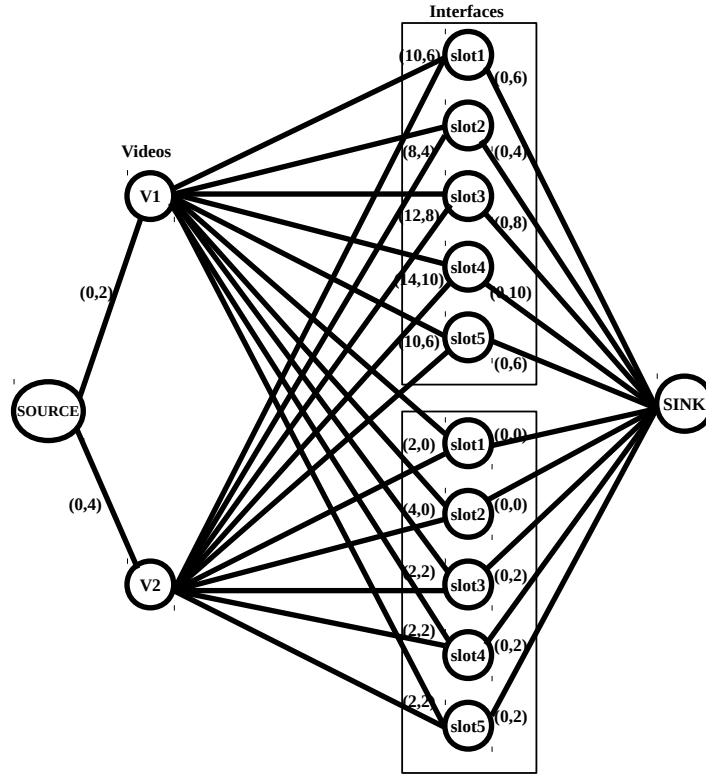 Interfaces
(10,6) slot1
(0,6)
slot2
(8,4) (0,4)
Videos
V1
slot3
(12,8) (0,8)
slot4
(14,10) (0,10)
(0,2)
slot5
(10,6) (0,6)
SOURCE
SINK
slot1
(2,0) (0,0)
(0,4)
slot2
(4,0) (0,0)
V2
slot3
(2,2) (0,2)
slot4
(2,2) (0,2)
slot5
(2,2) (0,2)